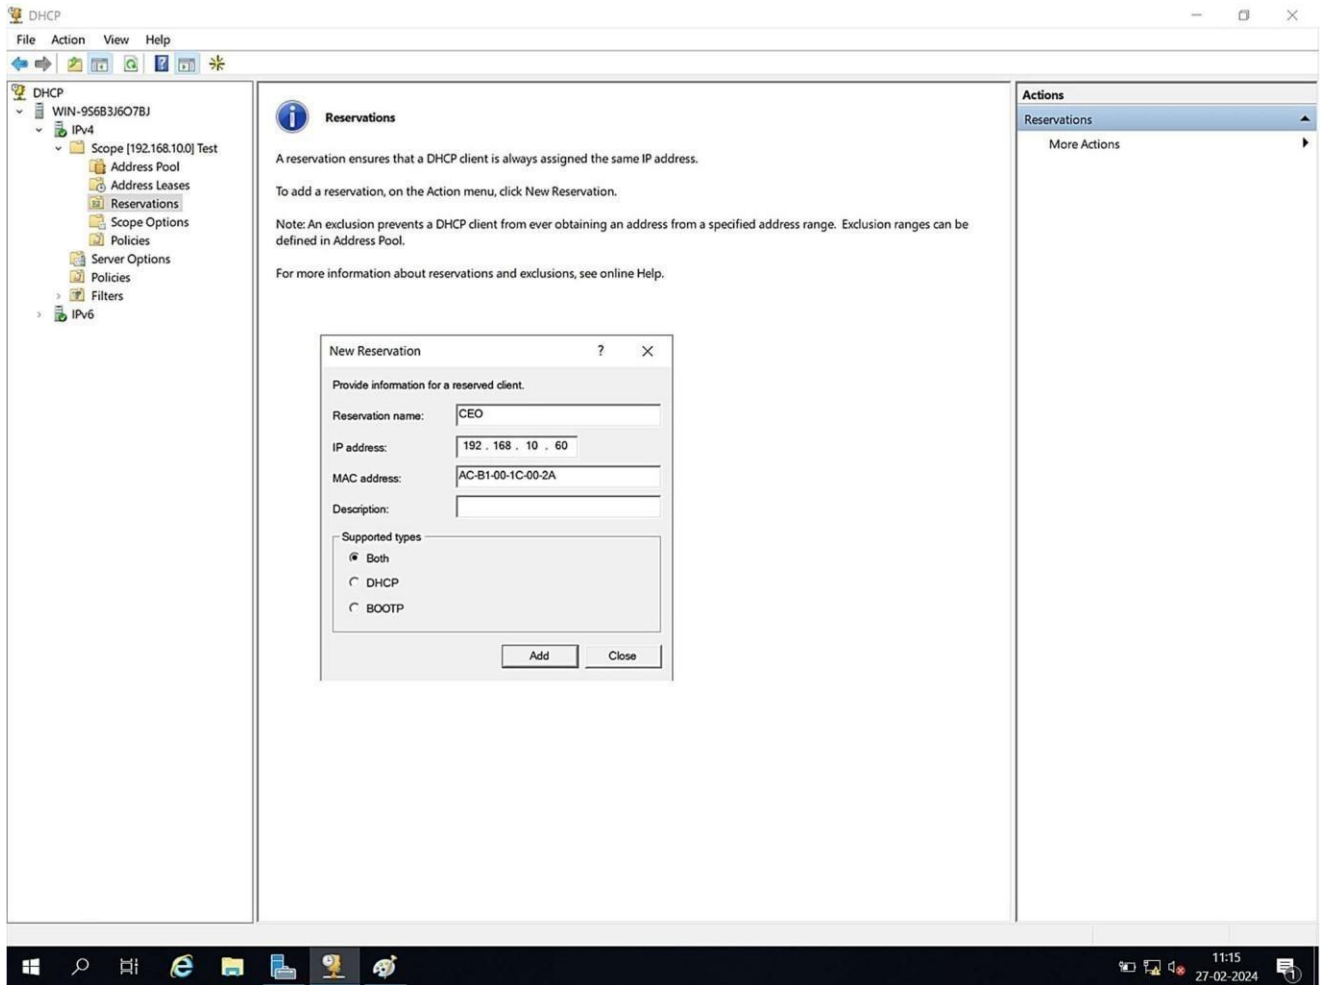 DHCP
File Action View Help
DHCP
WIN-9S6B3J6O7BJ
IPv4
Scope [192.168.10.0] Test
Address Pool
Address Leases
Reservations
Scope Options
Policies
Server Options
Policies
Filters
IPv6
Reservations
A reservation ensures that a DHCP client is always assigned the same IP address.
To add a reservation, on the Action menu, click New Reservation.
Note: An exclusion prevents a DHCP client from ever obtaining an address from a specified address range. Exclusion ranges can be
defined in Address Pool.
For more information about reservations and exclusions, see online Help.
New Reservation ?
Provide information for a reserved client.
Reservation name: CEO
IP address: 192 . 168 . 10 . 60
MAC address: AC-B1-00-1C-00-2A
Description:
Supported types
Both
DHCP
BOOTP
Add Close
Actions
Reservations
More Actions
11:15
27-02-2024
1